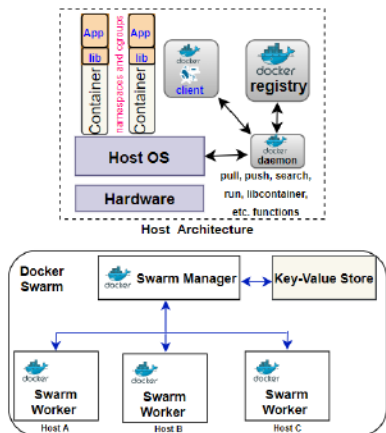 App
App
lib
lib
Container
namespaces and cgroups
Container
docker
client
docker
registry
Host OS
docker
daemon
pull, push, search,
run, libcontainer,
etc. functions
Hardware
Host Architecture
Docker
Swarm
docker
Swarm Manager
Key-Value Store
docker
Swarm
Worker
Host A
docker
Swarm
Worker
Host B
docker
Swarm
Worker
Host C